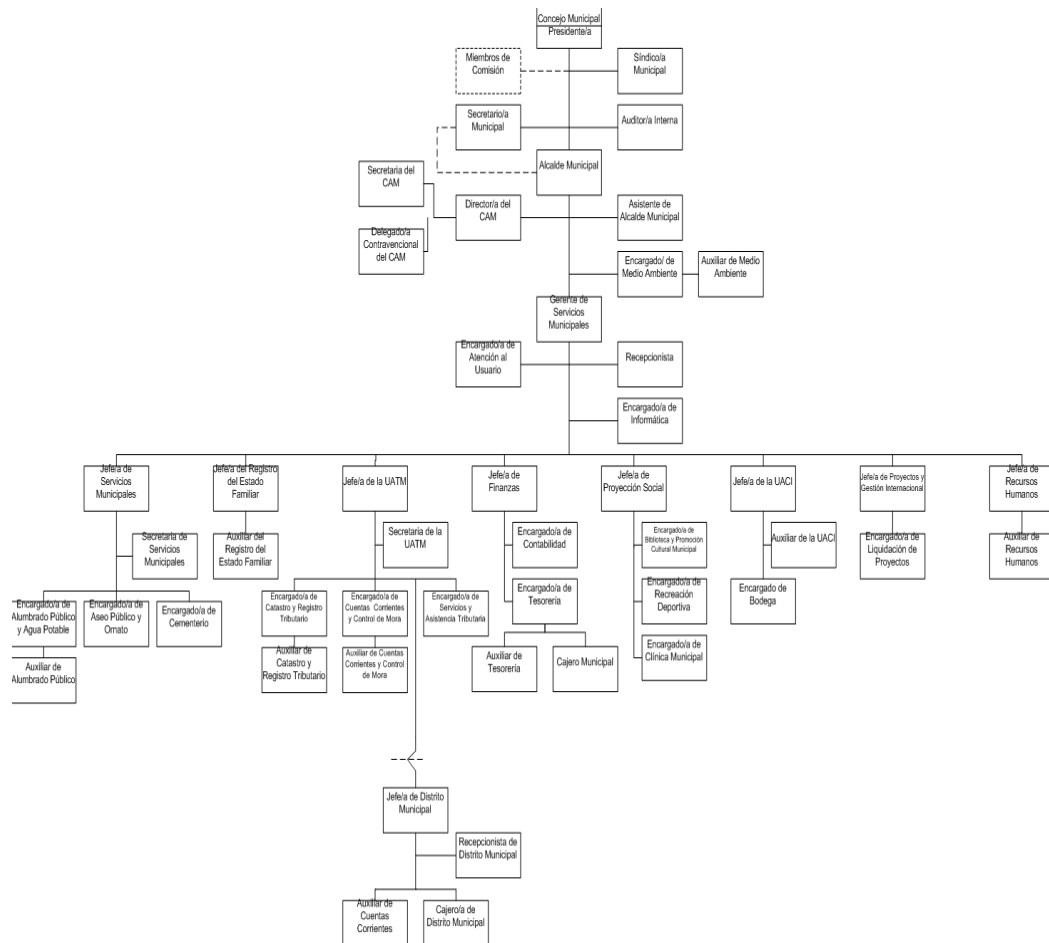 Concejo Municipal
Presidente/a
Miembros de
Comisión
Síndico/a
Municipal
Secretario/a
Municipal
Auditor/a Interna
Alcalde Municipal
Secretaria del
CAM
Director/a del
CAM
Asistente de
Alcalde Municipal
Delegado/a
Contravencional
del CAM
Encargado/ de
Medio Ambiente
Auxiliar de Medio
Ambiente
Gerente de
Servicios
Municipales
Encargado/a de
Atención al
Usuario
Recepcionista
Encargado/a de
Informática
Jefe/a de
Servicios
Municipales
Jefe/a del Registro
del Estado
Familiar
Jefe/a de la UATM
Jefe/a de
Finanzas
Jefe/a de
Proyección Social
Jefe/a de la UACI
Jefe/a de Proyectos y
Gestión Internacional
Jefe/a de
Recursos
Humanos
Secretaria de
Servicios
Municipales
Auxiliar del
Registro del
Estado Familiar
Secretaria de la
UATM
Encargado/a de
Contabilidad
Encargado/a de
Biblioteca y Promoción
Cultural Municipal
Auxiliar de la UACI
Encargado/a de
Liquidación de
Proyectos
Auxiliar de
Recursos
Humanos
Encargado/a de
Alumbrado Público
y Agua Potable
Encargado/a de
Aseo Público y
Ornato
Encargado/a de
Cementerio
Encargado/a de
Catastro y Registro
Tributario
Encargado/a de
Cuentas Corrientes
y Control de Mora
Encargado/a de
Servicios y
Asistencia Tributaria
Encargado/a de
Tesorería
Encargado/a de
Recreación
Deportiva
Encargado de
Bodega
Auxiliar de
Alumbrado Público
Auxiliar de
Catastro y
Registro Tributario
Auxiliar de Cuentas
Corrientes y Control
de Mora
Auxiliar de
Tesorería
Cajero Municipal
Encargado/a de
Clínica Municipal
Jefe/a de Distrito
Municipal
Recepcionista de
Distrito Municipal
Auxiliar de
Cuentas
Corrientes
Cajero/a de
Distrito Municipal